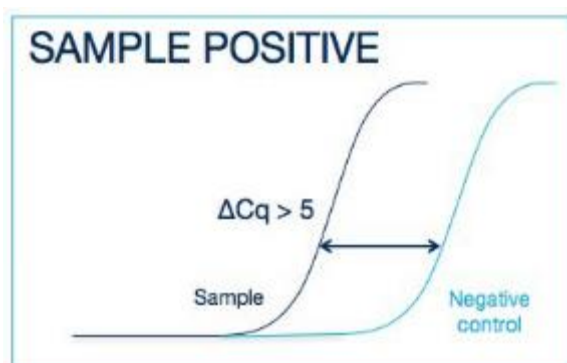 SAMPLE POSITIVE
ΔCq > 5
Sample
Negative
control